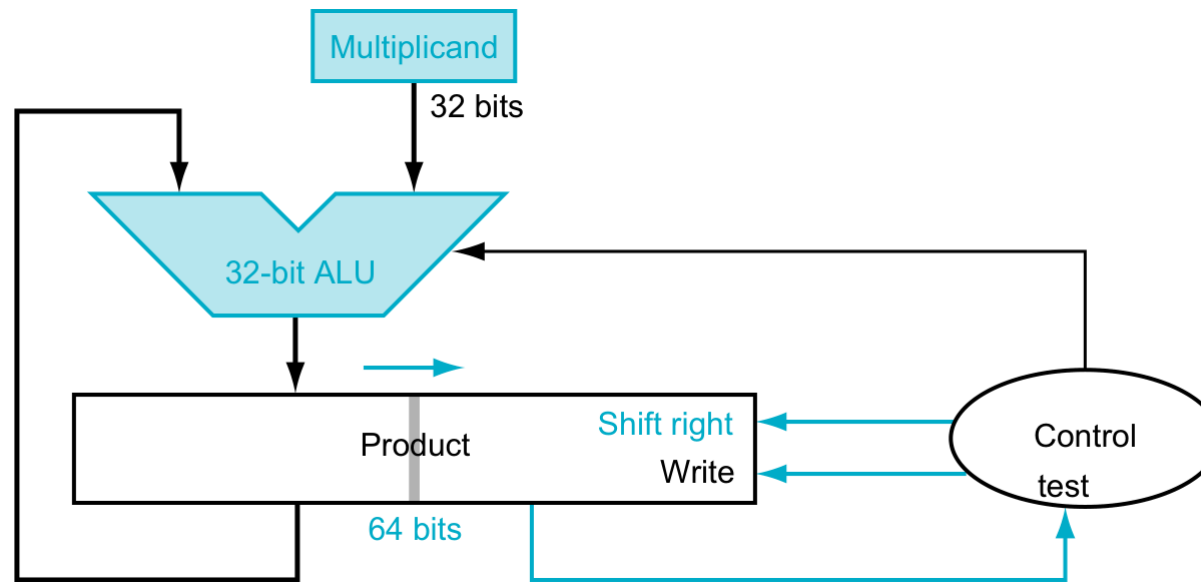 Multiplicand
32 bits
32-bit ALU
Product
Shift right
Write
64 bits
Control
test